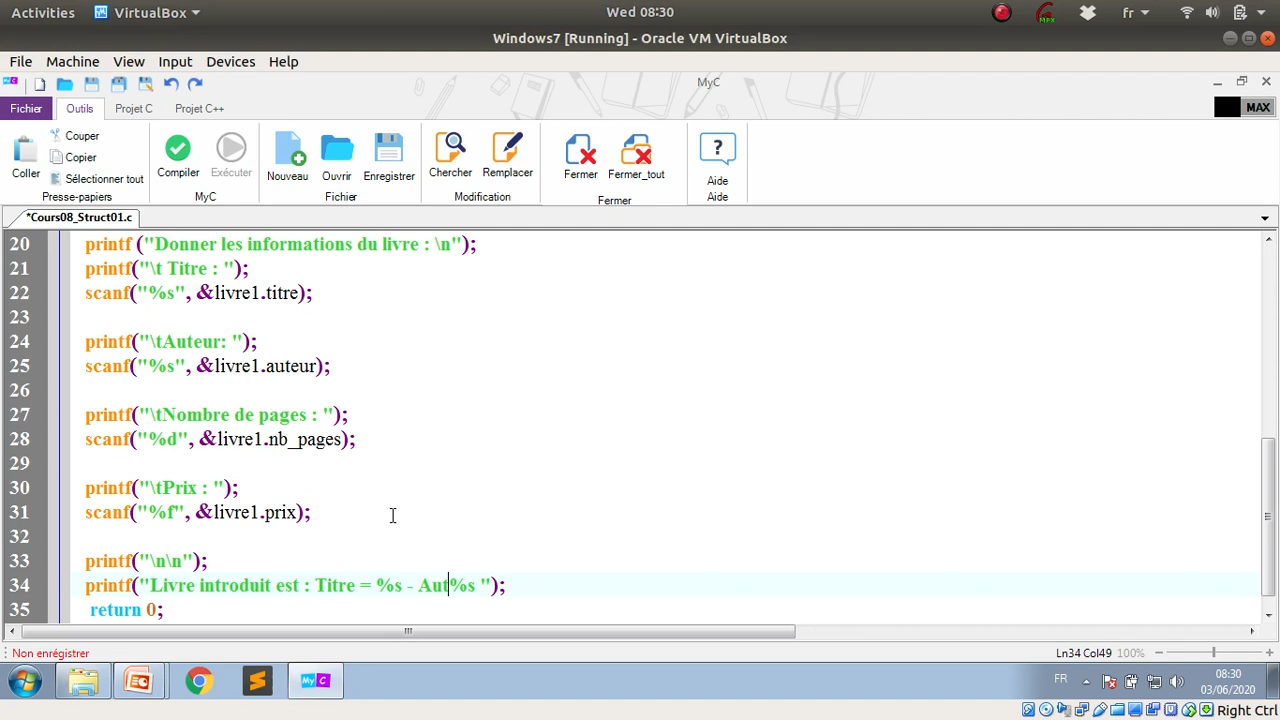 Activities VirtualBox Wed 08:30 fr
Windows7 [Running] - Oracle VM VirtualBox
File Machine View Input Devices Help
MyC
Fichier Outils Projet C Projet C++ MAX
Coller Couper Copier Sélectionner tout Compiler Exécuter Nouveau Ouvrir Enregistrer Chercher Remplacer Fermer Fermer_tout Aide
Presse-papiers MyC Fichier Modification Fermer Aide
*Cours08_Struct01.c
20 printf ("Donner les informations du livre : \n");
21 printf("\t Titre : ");
22 scanf("%s", &livre1.titre);
23
24 printf("\tAuteur: ");
25 scanf("%s", &livre1.auteur);
26
27 printf("\tNombre de pages : ");
28 scanf("%d", &livre1.nb_pages);
29
30 printf("\tPrix : ");
31 scanf("%f", &livre1.prix);
32
33 printf("\n\n");
34 printf("Livre introduit est : Titre = %s - Aut%s ");
35 return 0;
Non enrégistrer Ln34 Col49 100%
FR 08:30
03/06/2020
Right Ctrl